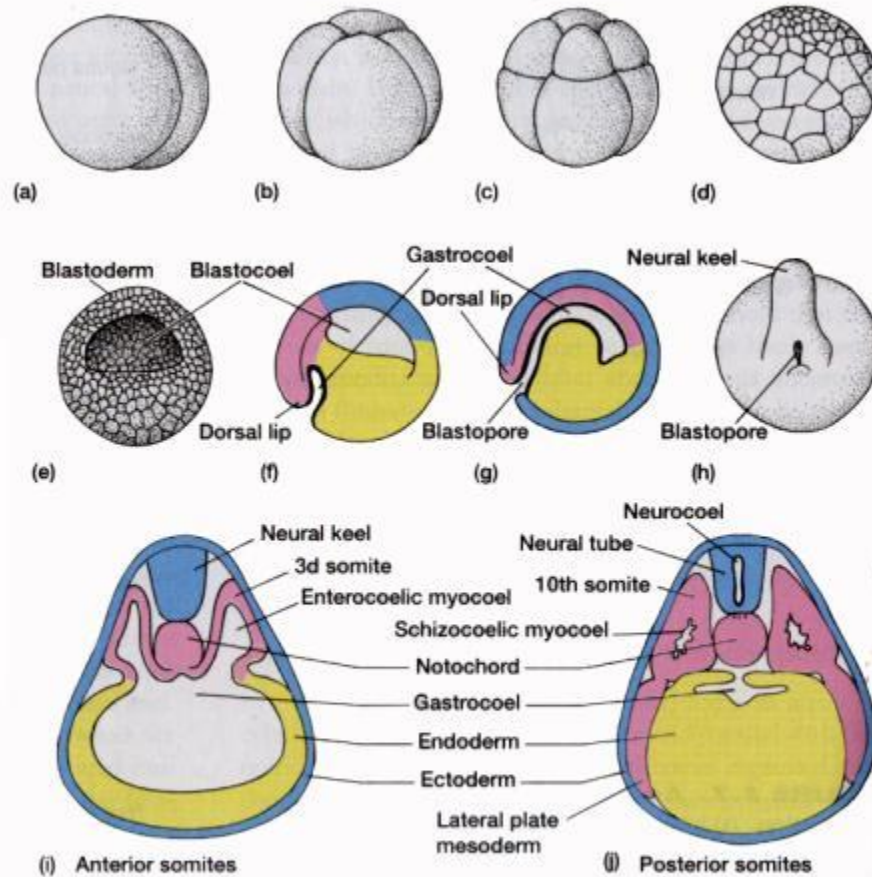 (a)
(b)
(c)
(d)
Blastoderm
Blastocoel
Gastrocoel
Dorsal lip
Neural keel
Dorsal lip
Blastopore
Blastopore
(e)
(f)
(g)
(h)
Neural keel
3d somite
Enterocoelic myocoel
Neurocoel
Neural tube
10th somite
Schizocoelic myocoel
Notochord
Gastrocoel
Endoderm
Ectoderm
Lateral plate
mesoderm
(i) Anterior somites
(j) Posterior somites